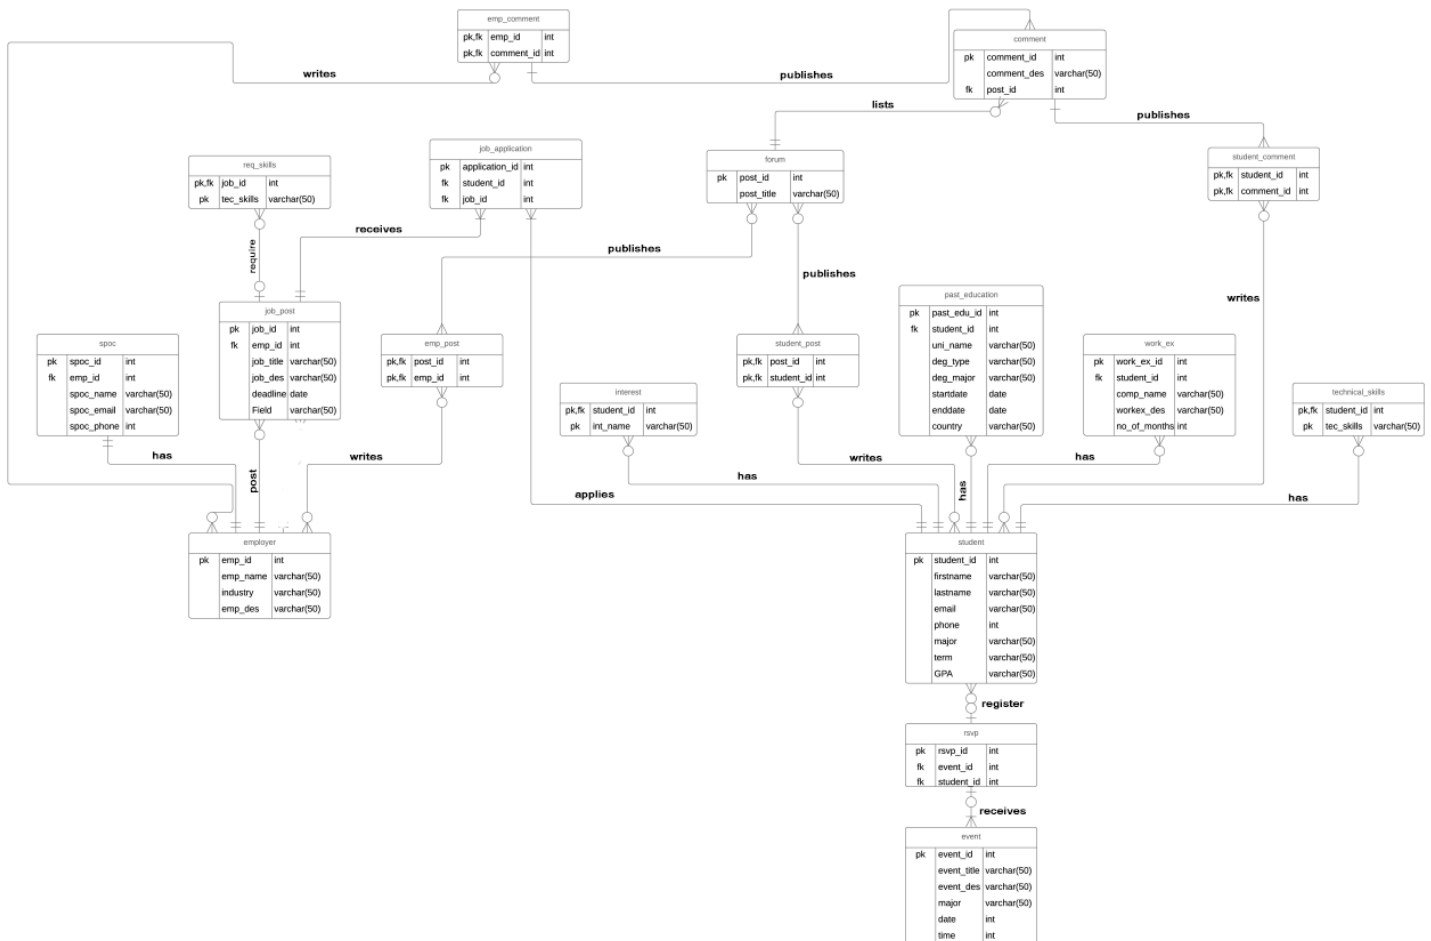 emp_comment
pk,fk emp_id int
pk,fk comment_id int
writes
publishes
comment
pk comment_id int
comment_des varchar(50)
fk post_id int
lists
publishes
req_skills
pk,fk job_id int
pk tec_skills varchar(50)
job_application
pk application_id int
fk student_id int
fk job_id int
forum
pk post_id int
post_title varchar(50)
student_comment
pk,fk student_id int
pk,fk comment_id int
receives
require
publishes
publishes
writes
job_post
pk job_id int
fk emp_id int
job_title varchar(50)
job_des varchar(50)
deadline date
Field varchar(50)
spoc
pk spoc_id int
fk emp_id int
spoc_name varchar(50)
spoc_email varchar(50)
spoc_phone int
emp_post
pk,fk post_id int
pk,fk emp_id int
student_post
pk,fk post_id int
pk,fk student_id int
past_education
pk past_edu_id int
fk student_id int
uni_name varchar(50)
deg_type varchar(50)
deg_major varchar(50)
startdate date
enddate date
country varchar(50)
work_ex
pk work_ex_id int
fk student_id int
comp_name varchar(50)
workex_des varchar(50)
no_of_months int
interest
pk,fk student_id int
pk int_name varchar(50)
technical_skills
pk,fk student_id int
pk tec_skills varchar(50)
has
post
writes
applies
has
writes
has
has
has
employer
pk emp_id int
emp_name varchar(50)
industry varchar(50)
emp_des varchar(50)
student
pk student_id int
firstname varchar(50)
lastname varchar(50)
email varchar(50)
phone int
major varchar(50)
term varchar(50)
GPA varchar(50)
register
rsvp
pk rsvp_id int
fk event_id int
fk student_id int
receives
event
pk event_id int
event_title varchar(50)
event_des varchar(50)
major varchar(50)
date int
time int